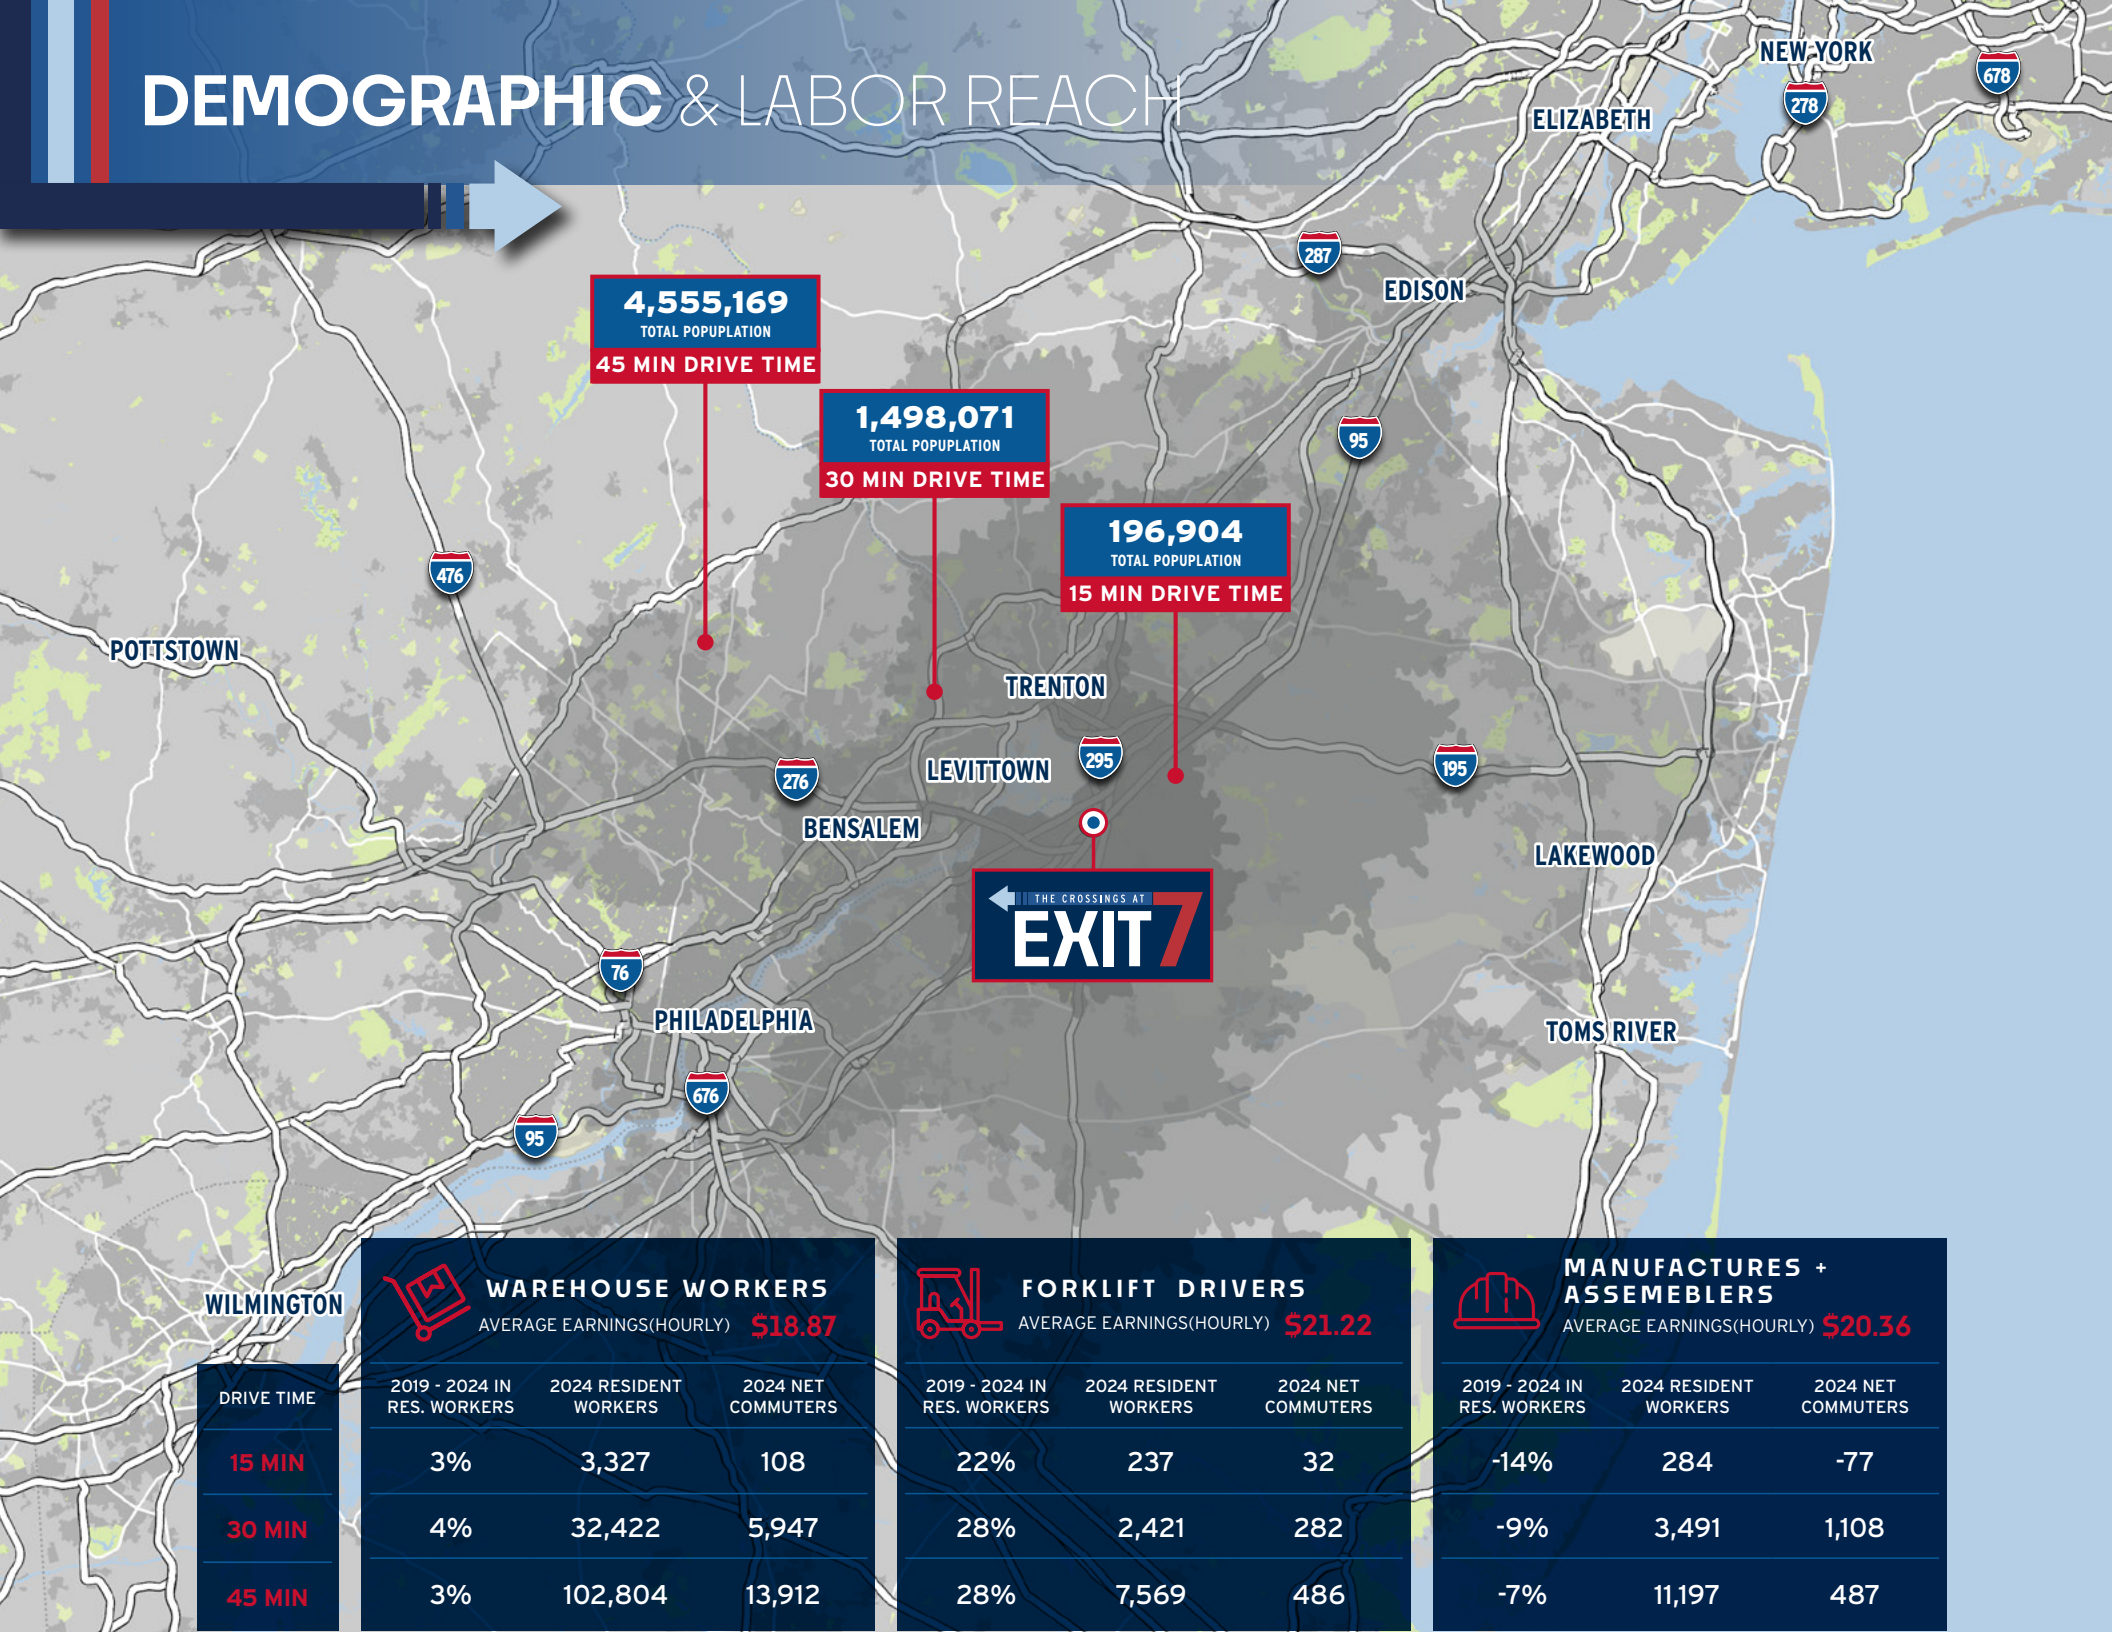 DEMOGRAPHIC & LABOR REACH
NEW YORK
678
278
ELIZABETH
287
EDISON
4,555,169
TOTAL POPUPLATION
45 MIN DRIVE TIME
1,498,071
TOTAL POPUPLATION
30 MIN DRIVE TIME
95
196,904
TOTAL POPUPLATION
15 MIN DRIVE TIME
476
POTTSTOWN
TRENTON
LEVITTOWN
295
195
276
BENSALEM
LAKEWOOD
THE CROSSINGS AT
EXIT 7
76
PHILADELPHIA
TOMS RIVER
676
95
WILMINGTON
WAREHOUSE WORKERS
AVERAGE EARNINGS(HOURLY) $18.87
FORKLIFT DRIVERS
AVERAGE EARNINGS(HOURLY) $21.22
MANUFACTURES +
ASSEMEBLERS
AVERAGE EARNINGS(HOURLY) $20.36
DRIVE TIME
2019 - 2024 IN
RES. WORKERS
2024 RESIDENT
WORKERS
2024 NET
COMMUTERS
2019 - 2024 IN
RES. WORKERS
2024 RESIDENT
WORKERS
2024 NET
COMMUTERS
2019 - 2024 IN
RES. WORKERS
2024 RESIDENT
WORKERS
2024 NET
COMMUTERS
15 MIN 3% 3,327 108 22% 237 32 -14% 284 -77
30 MIN 4% 32,422 5,947 28% 2,421 282 -9% 3,491 1,108
45 MIN 3% 102,804 13,912 28% 7,569 486 -7% 11,197 487